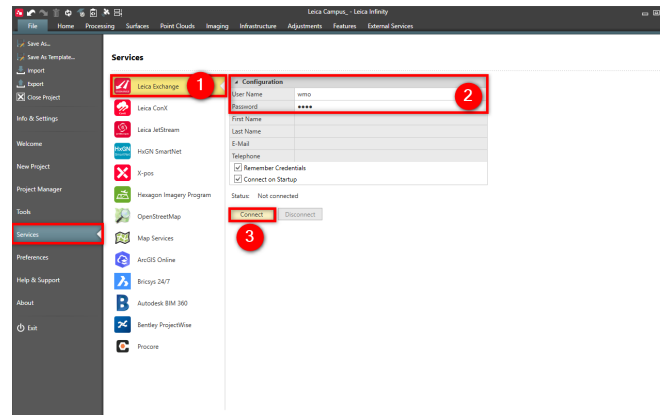 Leica Campus_ - Leica Infinity
File Home Processing Surfaces Point Clouds Imaging Infrastructure Adjustments Features External Services
Save As...
Save As Template...
Import
Export
Close Project
Info & Settings
Welcome
New Project
Project Manager
Tools
Services
Preferences
Help & Support
About
Exit
Services
Leica Exchange
1
Leica ConX
Leica JetStream
HxGN
HxGN SmartNet
X-pos
Hexagon Imagery Program
OpenStreetMap
Map Services
ArcGIS Online
Bricsys 24/7
Autodesk BIM 360
Bentley ProjectWise
Procore
Configuration
User Name wmo
2
Password ••••
First Name
Last Name
E-Mail
Telephone
Remember Credentials
Connect on Startup
Status: Not connected
Connect Disconnect
3